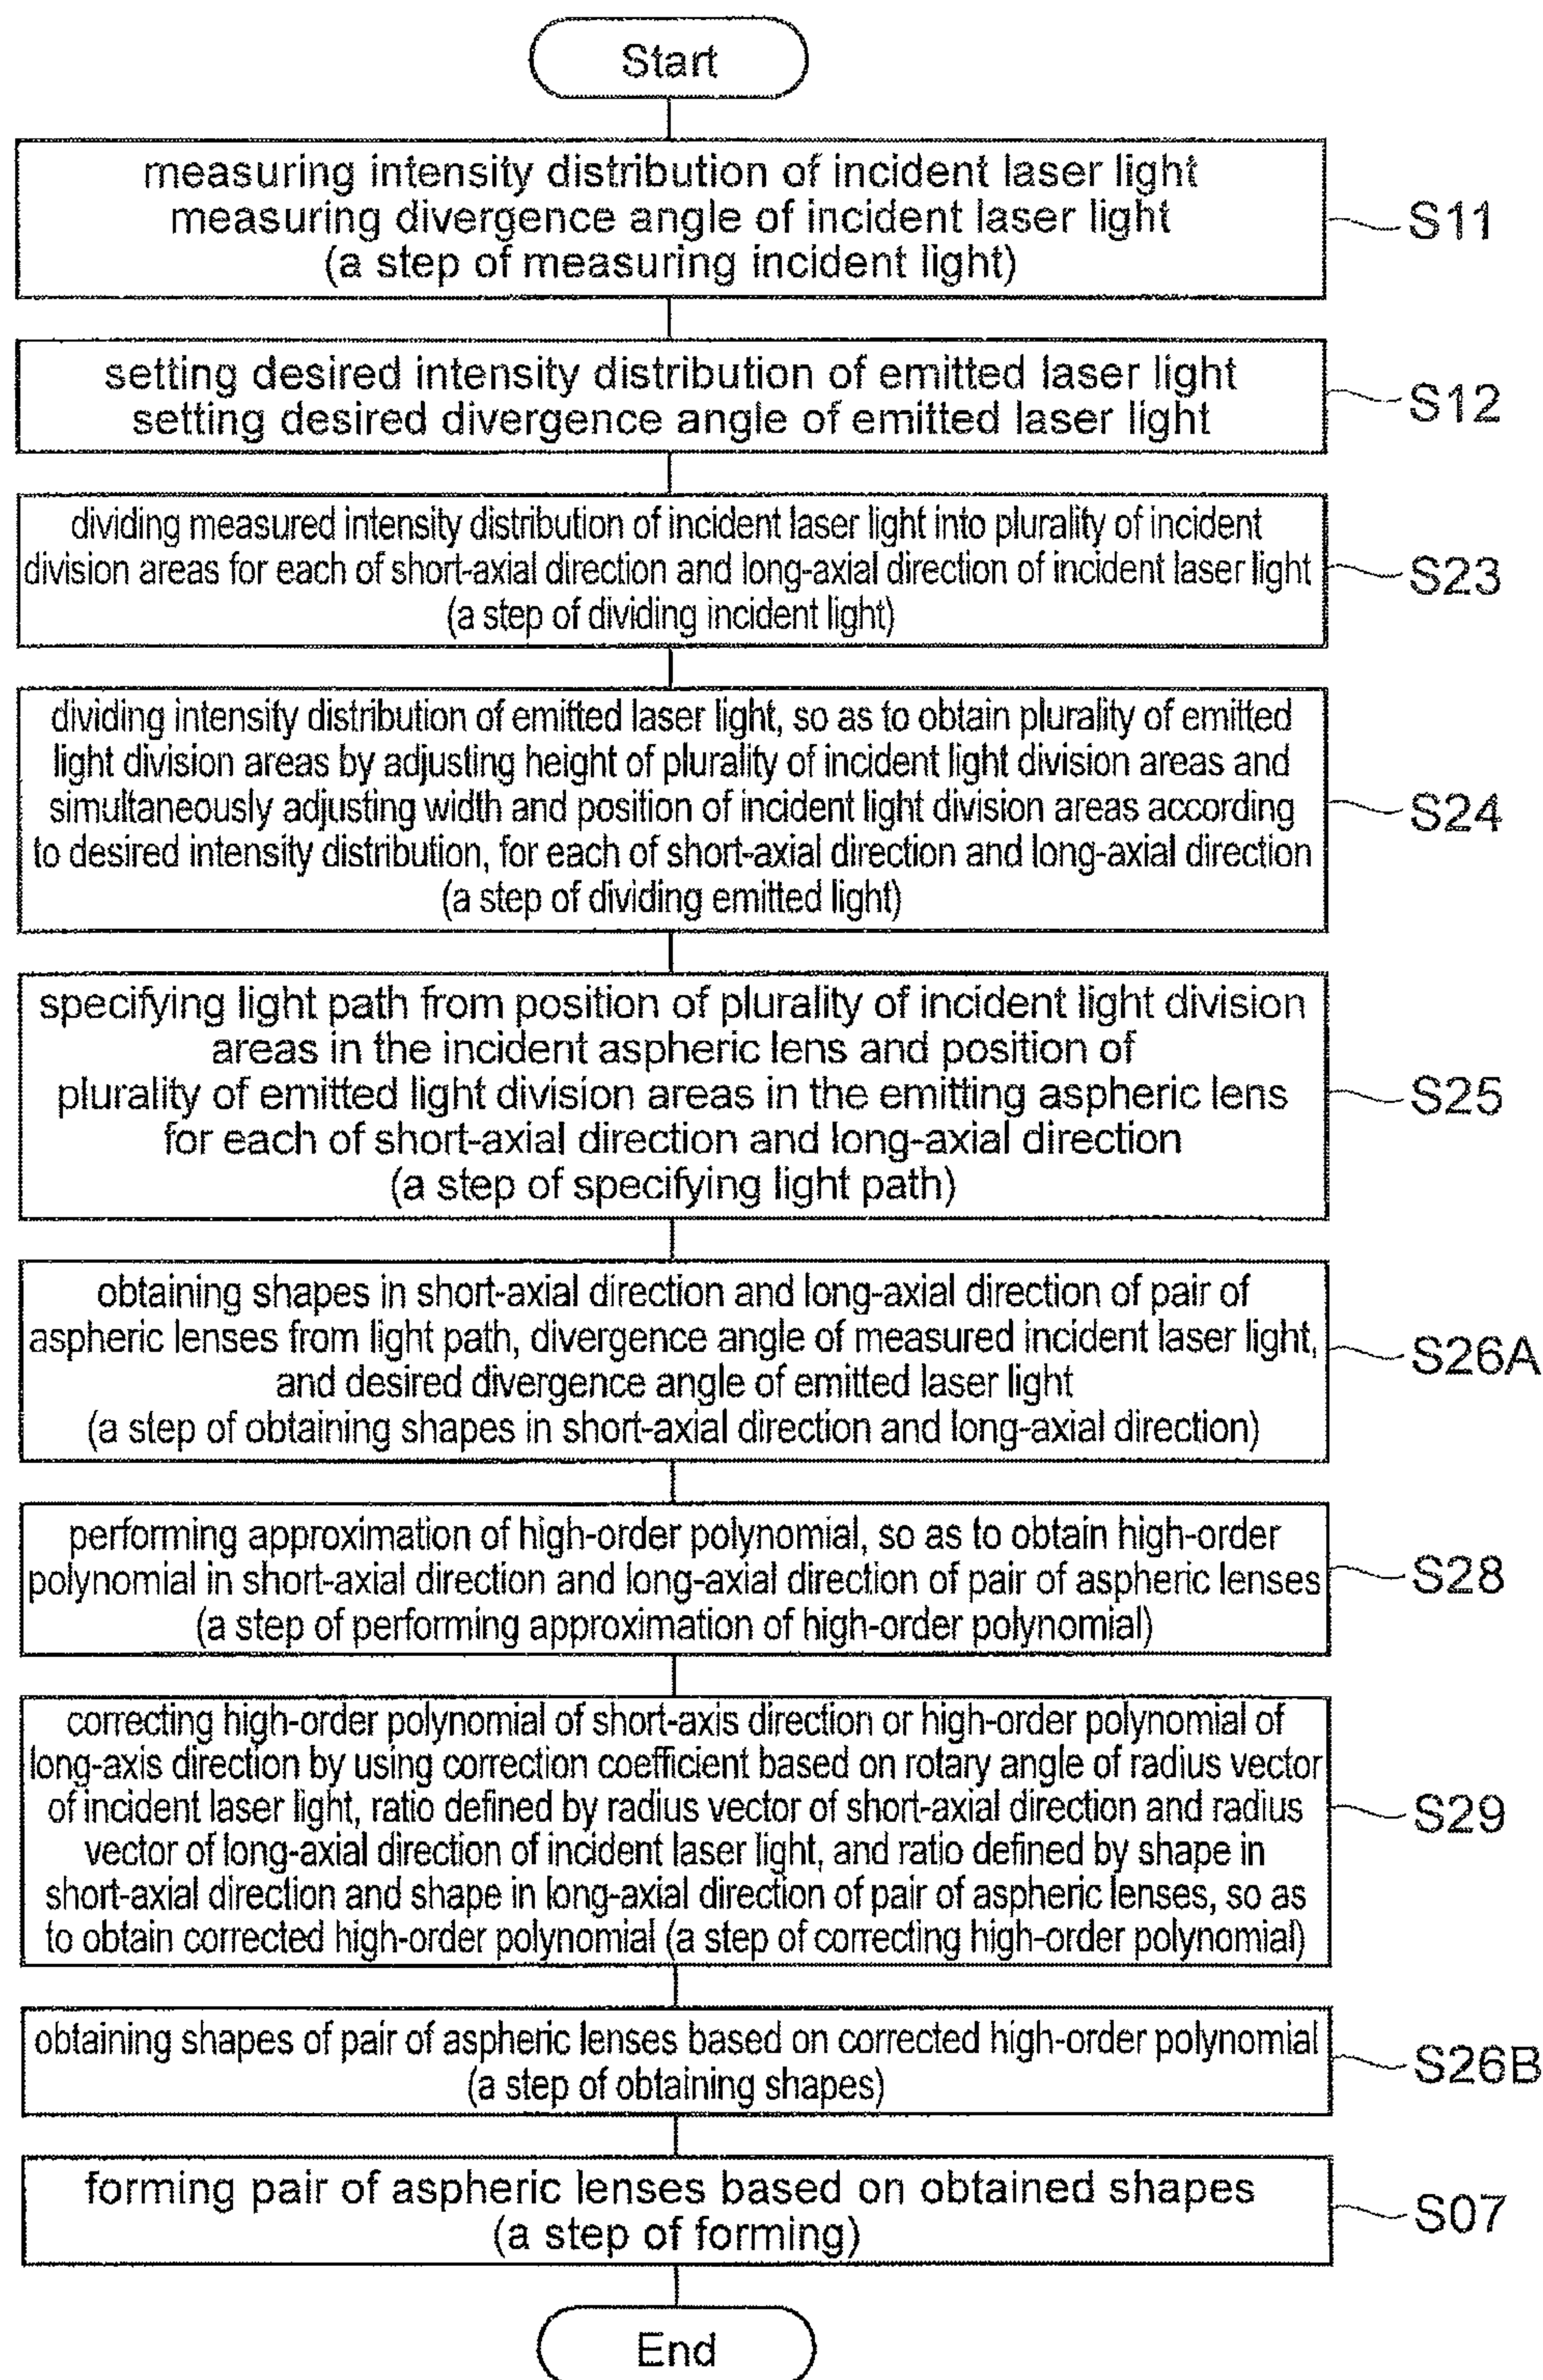 Start
measuring intensity distribution of incident laser light
measuring divergence angle of incident laser light
(a step of measuring incident light)
S11
setting desired intensity distribution of emitted laser light
setting desired divergence angle of emitted laser light
S12
dividing measured intensity distribution of incident laser light into plurality of incident
division areas for each of short-axial direction and long-axial direction of incident laser light
(a step of dividing incident light)
S23
dividing intensity distribution of emitted laser light, so as to obtain plurality of emitted
light division areas by adjusting height of plurality of incident light division areas and
simultaneously adjusting width and position of incident light division areas according
to desired intensity distribution, for each of short-axial direction and long-axial direction
(a step of dividing emitted light)
S24
specifying light path from position of plurality of incident light division
areas in the incident aspheric lens and position of
plurality of emitted light division areas in the emitting aspheric lens
for each of short-axial direction and long-axial direction
(a step of specifying light path)
S25
obtaining shapes in short-axial direction and long-axial direction of pair of
aspheric lenses from light path, divergence angle of measured incident laser light,
and desired divergence angle of emitted laser light
(a step of obtaining shapes in short-axial direction and long-axial direction)
S26A
performing approximation of high-order polynomial, so as to obtain high-order
polynomial in short-axial direction and long-axial direction of pair of aspheric lenses
(a step of performing approximation of high-order polynomial)
S28
correcting high-order polynomial of short-axis direction or high-order polynomial of
long-axis direction by using correction coefficient based on rotary angle of radius vector
of incident laser light, ratio defined by radius vector of short-axial direction and radius
vector of long-axial direction of incident laser light, and ratio defined by shape in
short-axial direction and shape in long-axial direction of pair of aspheric lenses, so as
to obtain corrected high-order polynomial (a step of correcting high-order polynomial)
S29
obtaining shapes of pair of aspheric lenses based on corrected high-order polynomial
(a step of obtaining shapes)
S26B
forming pair of aspheric lenses based on obtained shapes
(a step of forming)
S07
End